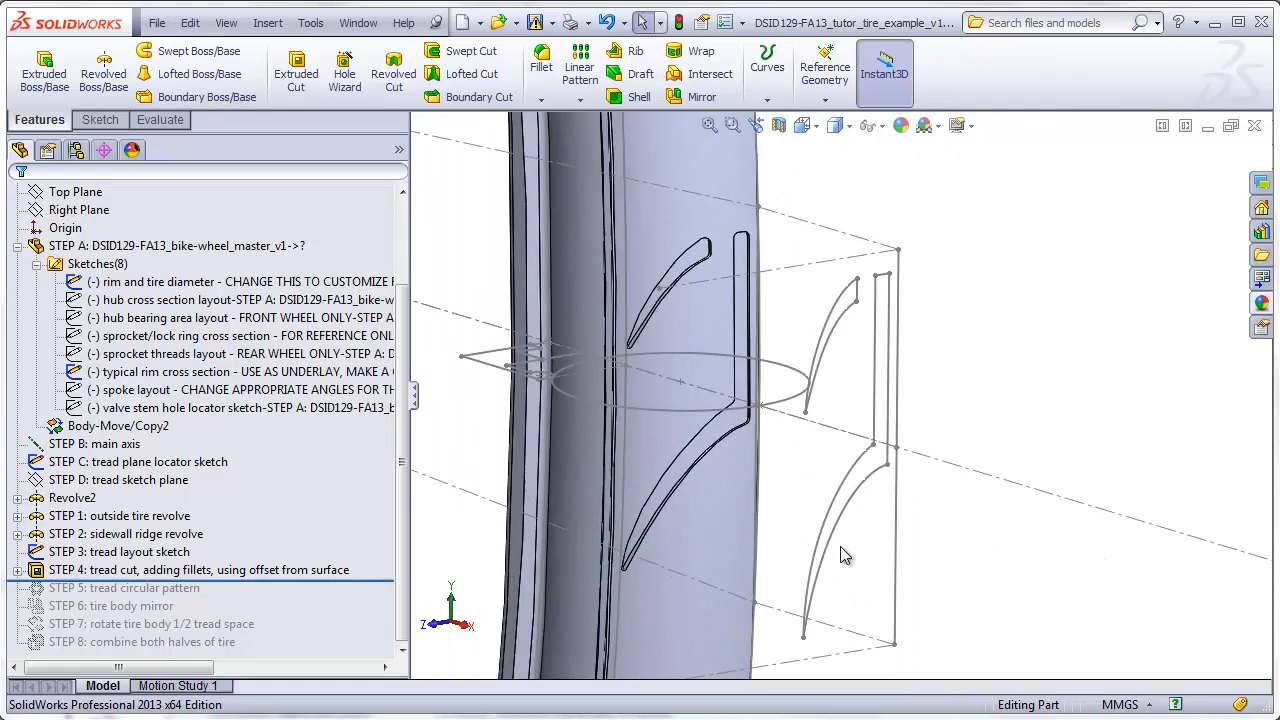 SOLIDWORKS File Edit View Insert Tools Window Help DSID129-FA13_tutor_tire_example_v1... Search files and models
Extruded Boss/Base Revolved Boss/Base Swept Boss/Base Lofted Boss/Base Boundary Boss/Base Extruded Cut Hole Wizard Revolved Cut Swept Cut Lofted Cut Boundary Cut Fillet Linear Pattern Rib Draft Shell Wrap Intersect Mirror Curves Reference Geometry Instant3D
Features Sketch Evaluate
Top Plane
Right Plane
Origin
STEP A: DSID129-FA13_bike-wheel_master_v1->?
Sketches(8)
(-) rim and tire diameter - CHANGE THIS TO CUSTOMIZE F
(-) hub cross section layout-STEP A: DSID129-FA13_bike-w
(-) hub bearing area layout - FRONT WHEEL ONLY-STEP A
(-) sprocket/lock ring cross section - FOR REFERENCE ONL
(-) sprocket threads layout - REAR WHEEL ONLY-STEP A: D
(-) typical rim cross section - USE AS UNDERLAY, MAKE A C
(-) spoke layout - CHANGE APPROPRIATE ANGLES FOR TH
(-) valve stem hole locator sketch-STEP A: DSID129-FA13_b
Body-Move/Copy2
STEP B: main axis
STEP C: tread plane locator sketch
STEP D: tread sketch plane
Revolve2
STEP 1: outside tire revolve
STEP 2: sidewall ridge revolve
STEP 3: tread layout sketch
STEP 4: tread cut, adding fillets, using offset from surface
STEP 5: tread circular pattern
STEP 6: tire body mirror
STEP 7: rotate tire body 1/2 tread space
STEP 8: combine both halves of tire
Y
Z X
Model Motion Study 1
SolidWorks Professional 2013 x64 Edition Editing Part MMGS